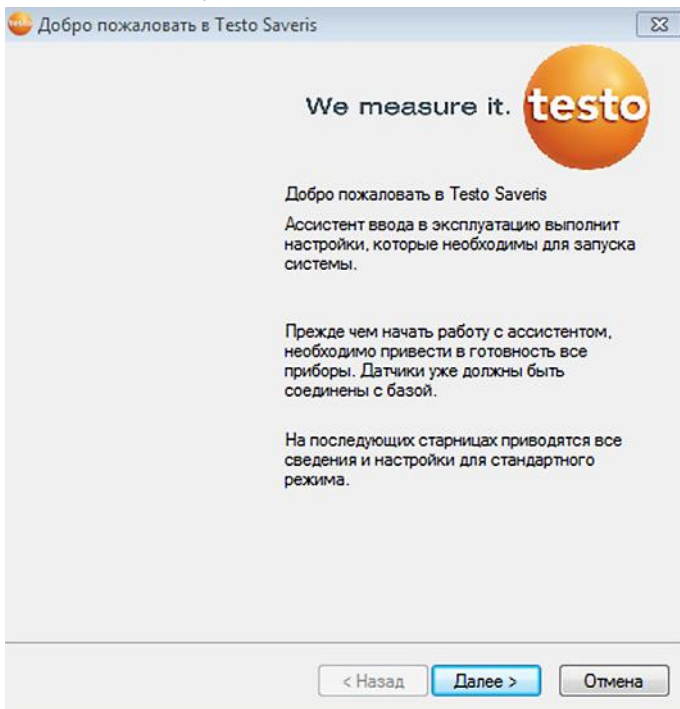 Добро пожаловать в Testo Saveris
We measure it. testo
Добро пожаловать в Testo Saveris
Ассистент ввода в эксплуатацию выполнит
настройки, которые необходимы для запуска
системы.
Прежде чем начать работу с ассистентом,
необходимо привести в готовность все
приборы. Датчики уже должны быть
соединены с базой.
На последующих старницах приводятся все
сведения и настройки для стандартного
режима.
< Назад Далее > Отмена